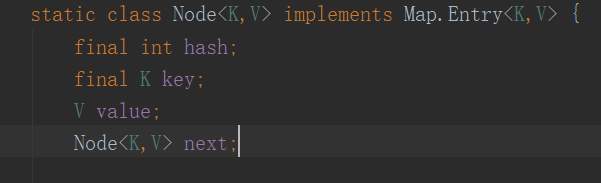 static class Node<K,V> implements Map.Entry<K,V> {
final int hash;
final K key;
V value;
Node<K,V> next;